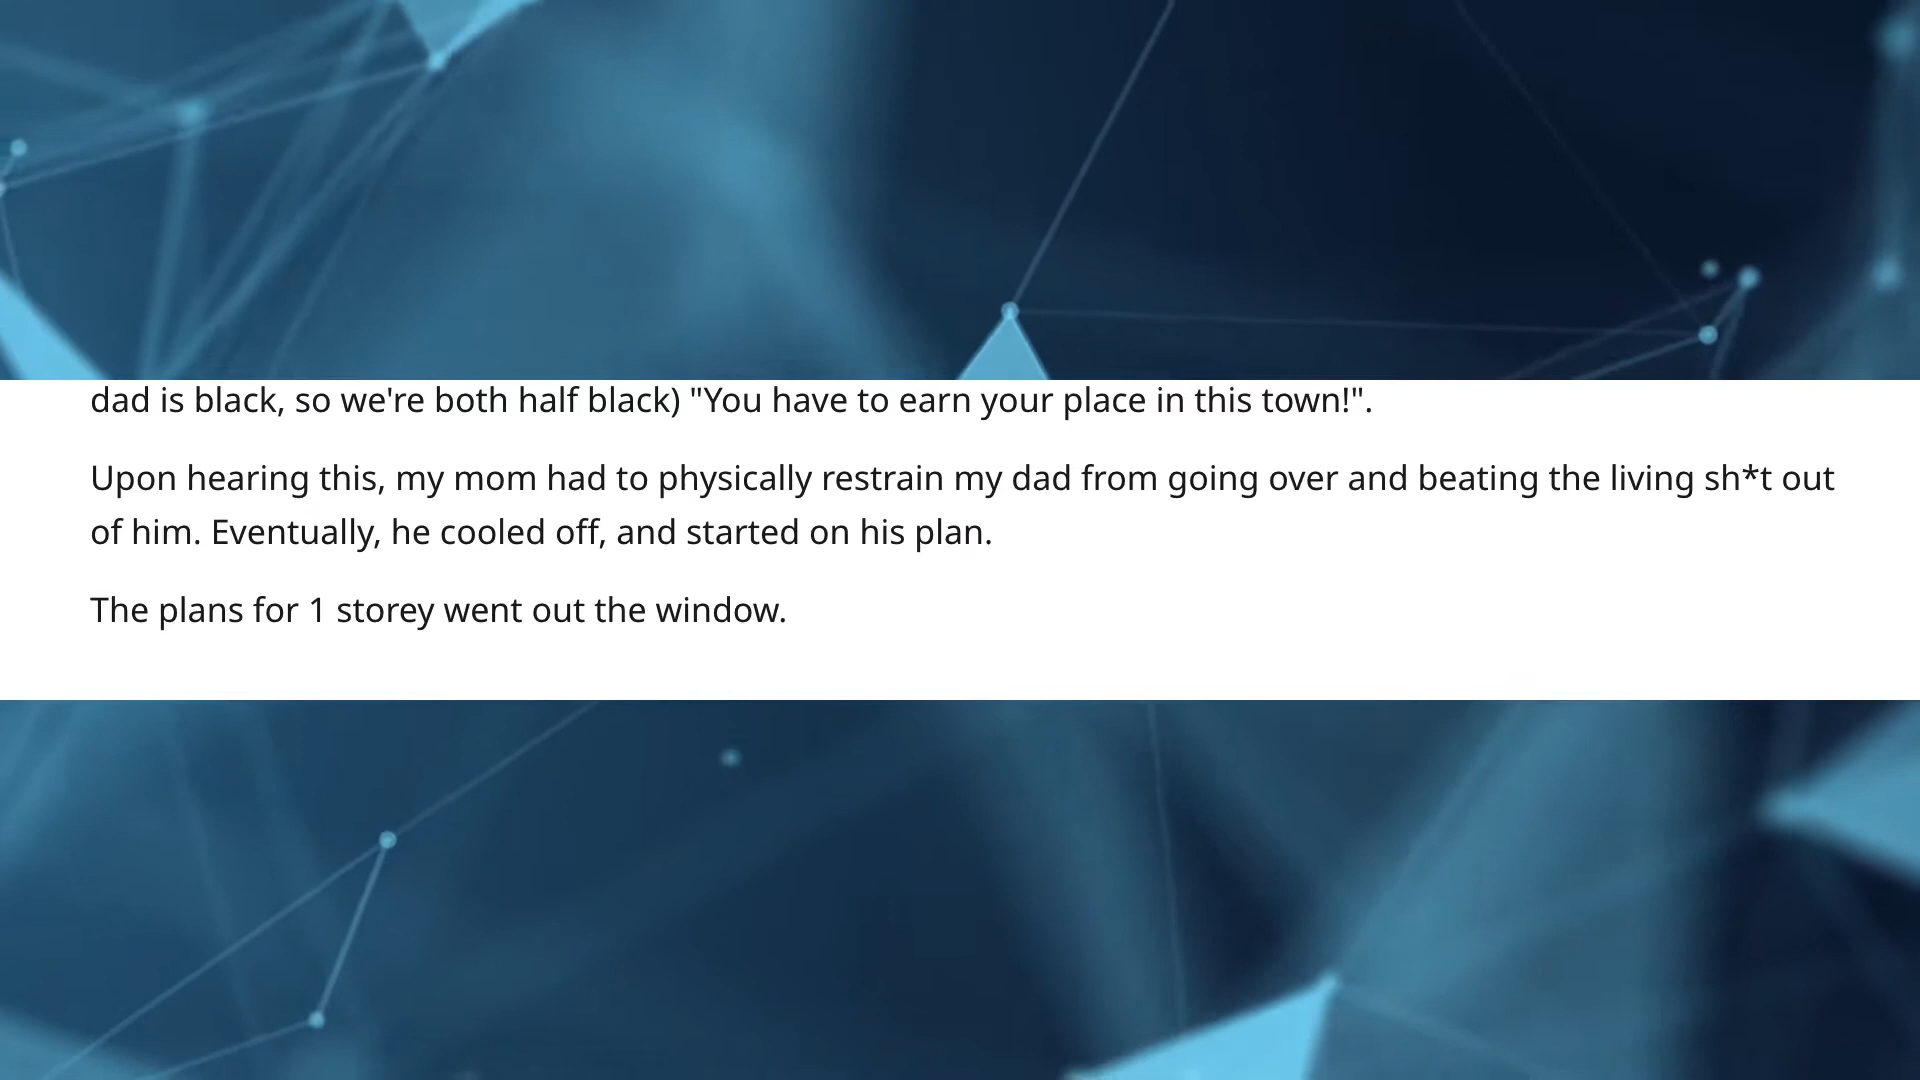 dad is black, so we're both half black) "You have to earn your place in this town!".
Upon hearing this, my mom had to physically restrain my dad from going over and beating the living sh*t out
of him. Eventually, he cooled off, and started on his plan.
The plans for 1 storey went out the window.